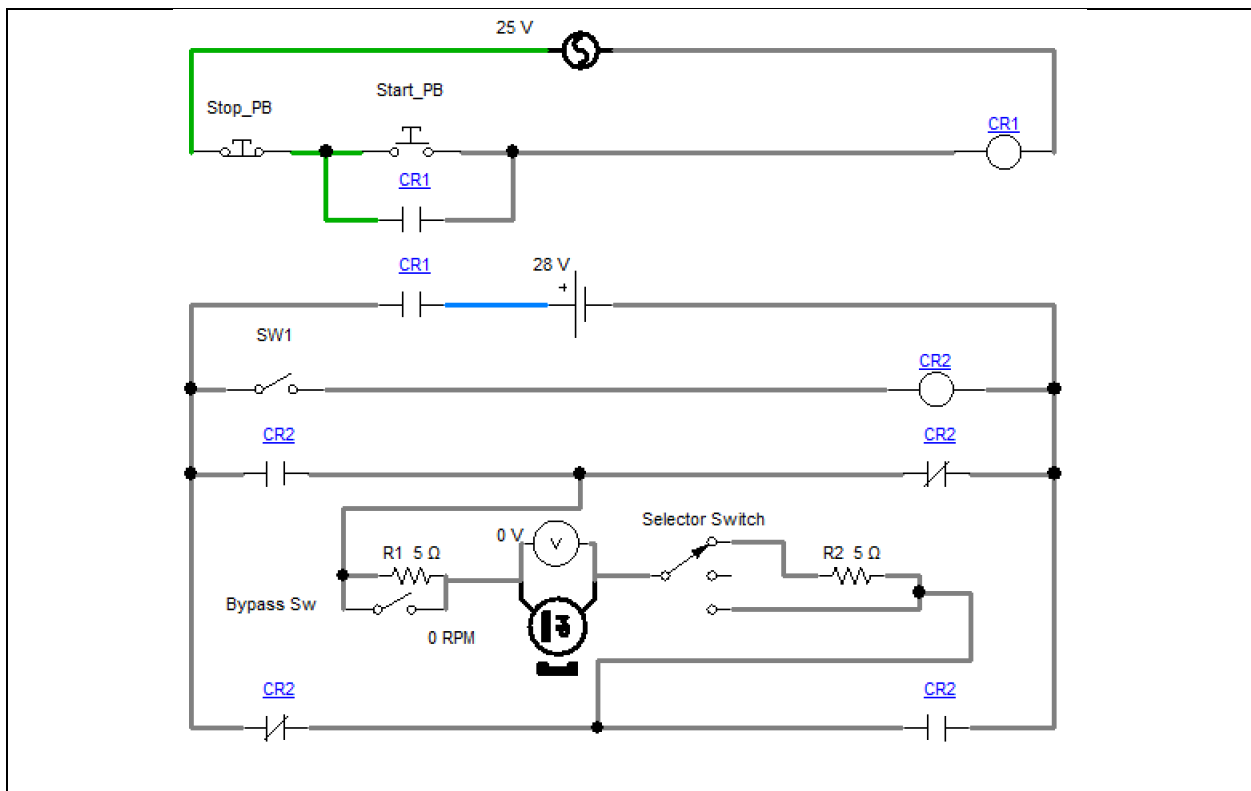 25 V
Stop_PB
Start_PB
CR1
CR1
CR1
28 V
+
SW1
CR2
CR2
CR2
Selector Switch
0 V
V
R1 5 Ω
R2 5 Ω
Bypass Sw
0 RPM
CR2
CR2